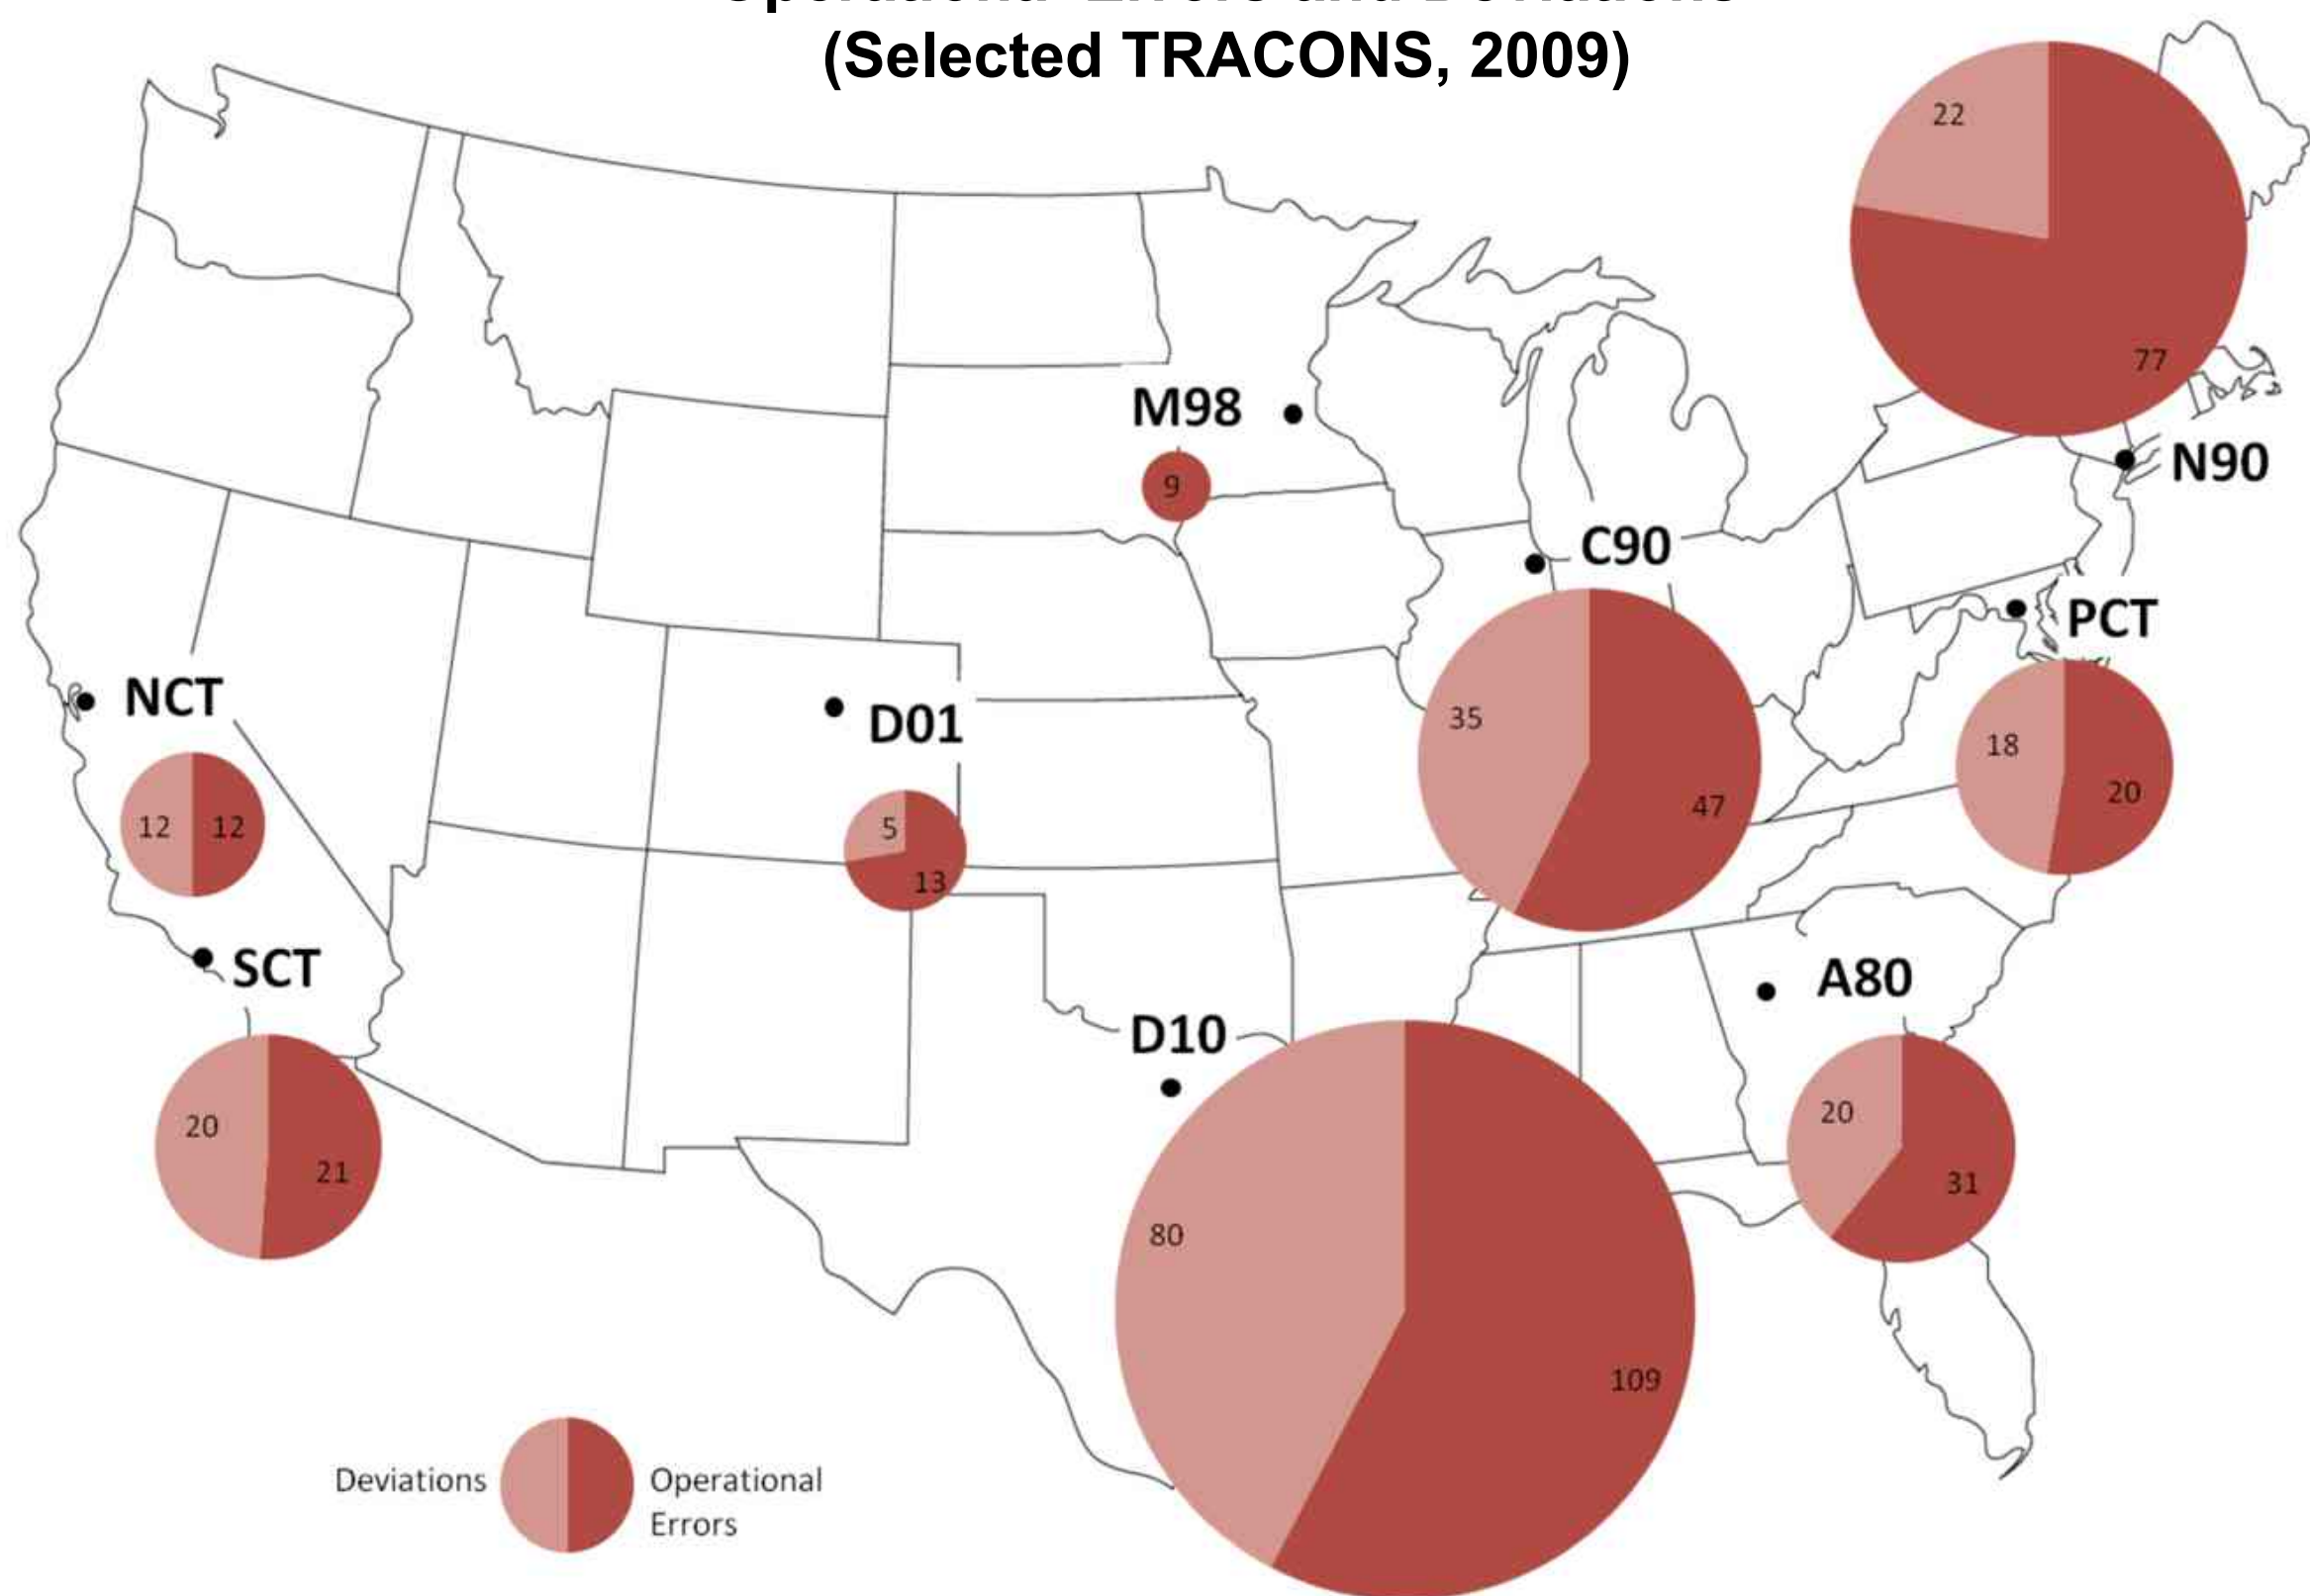 (Selected TRACONS, 2009)
22
77
M98
9
N90
C90
35
47
PCT
18
20
NCT
12 12
D01
5
13
SCT
20
21
A80
20
31
D10
80
109
Deviations
Operational
Errors